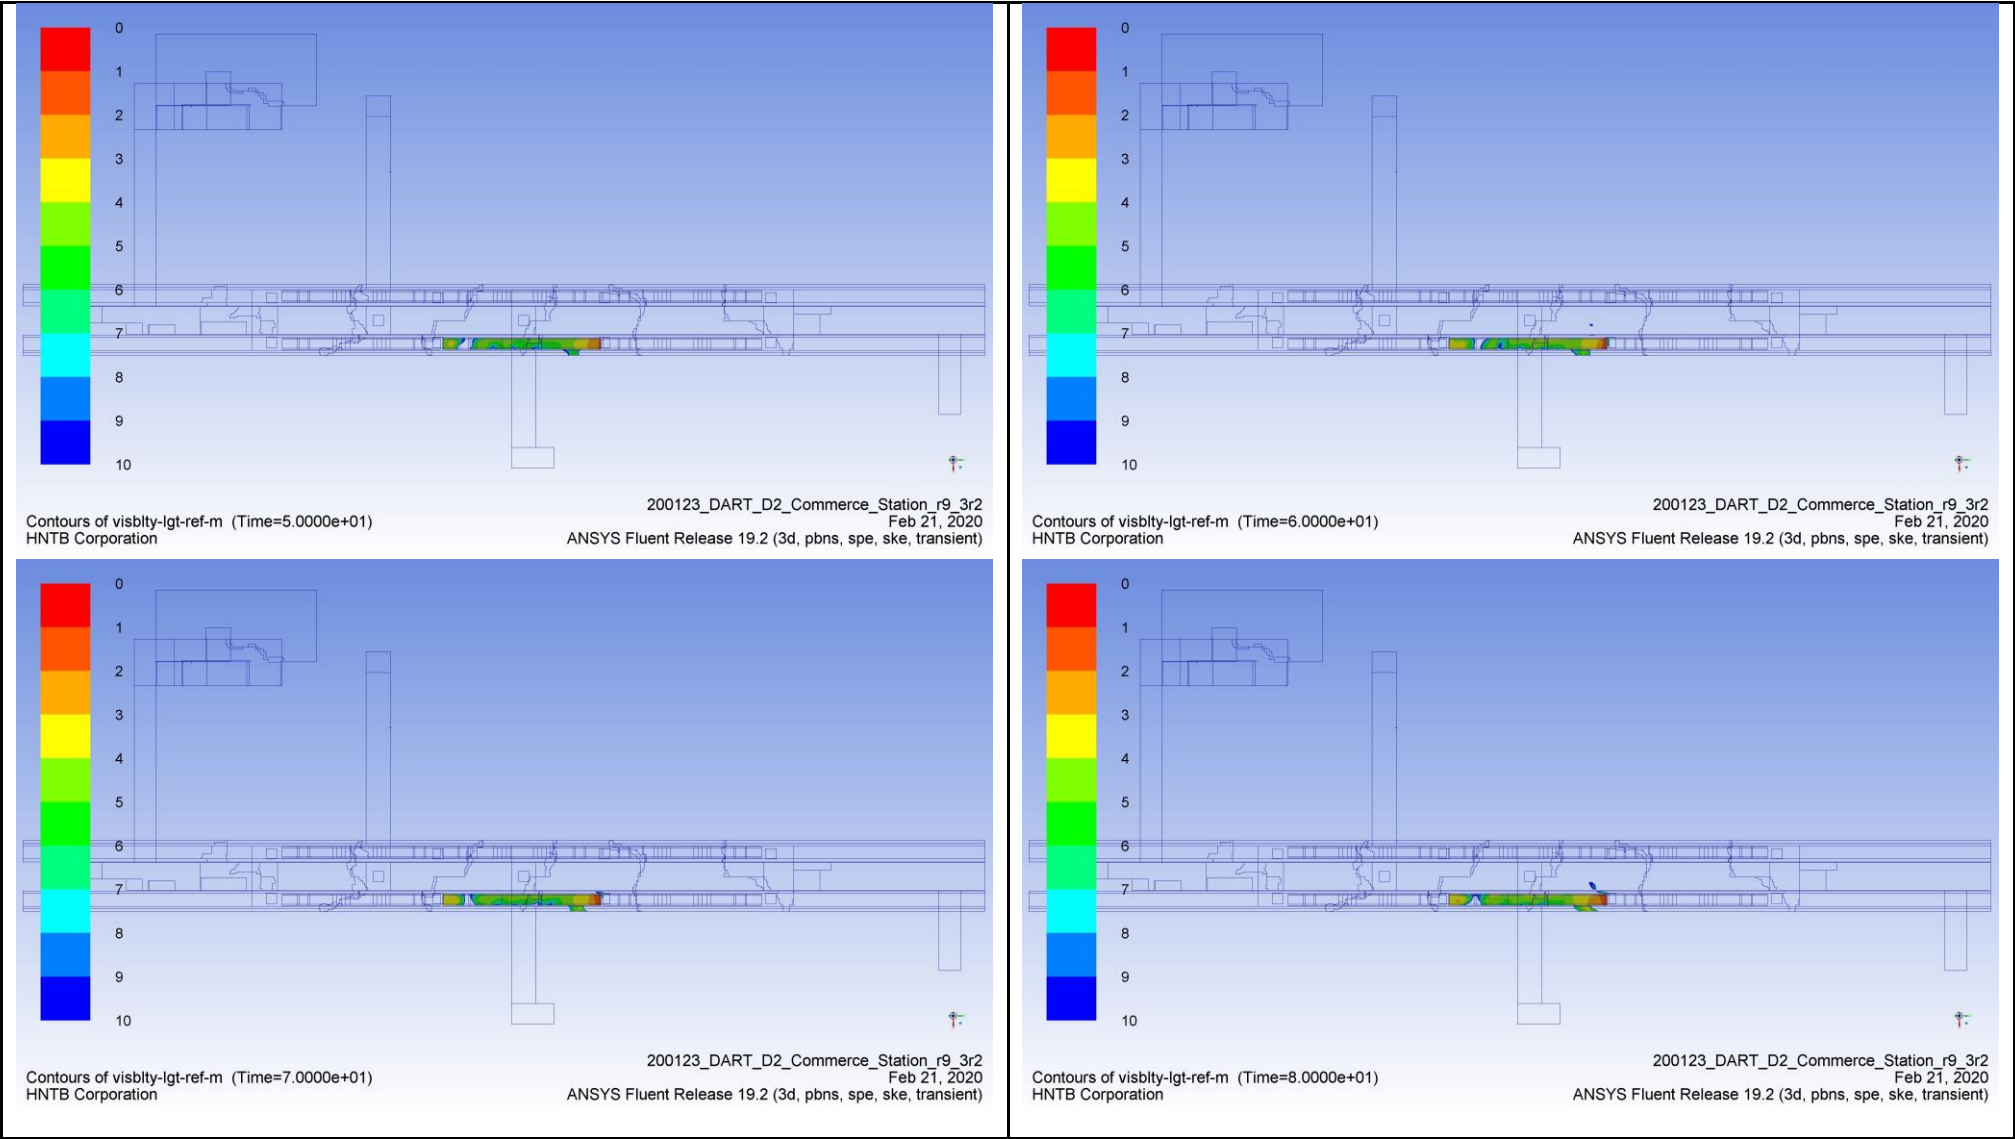 0
1
2
3
4
5
6
7
8
9
10
200123_DART_D2_Commerce_Station_r9_3r2
Contours of visblty-lgt-ref-m (Time=5.0000e+01)
Feb 21, 2020
HNTB Corporation
ANSYS Fluent Release 19.2 (3d, pbns, spe, ske, transient)
0
1
2
3
4
5
6
7
8
9
10
200123_DART_D2_Commerce_Station_r9_3r2
Contours of visblty-lgt-ref-m (Time=6.0000e+01)
Feb 21, 2020
HNTB Corporation
ANSYS Fluent Release 19.2 (3d, pbns, spe, ske, transient)
0
1
2
3
4
5
6
7
8
9
10
200123_DART_D2_Commerce_Station_r9_3r2
Contours of visblty-lgt-ref-m (Time=7.0000e+01)
Feb 21, 2020
HNTB Corporation
ANSYS Fluent Release 19.2 (3d, pbns, spe, ske, transient)
0
1
2
3
4
5
6
7
8
9
10
200123_DART_D2_Commerce_Station_r9_3r2
Contours of visblty-lgt-ref-m (Time=8.0000e+01)
Feb 21, 2020
HNTB Corporation
ANSYS Fluent Release 19.2 (3d, pbns, spe, ske, transient)